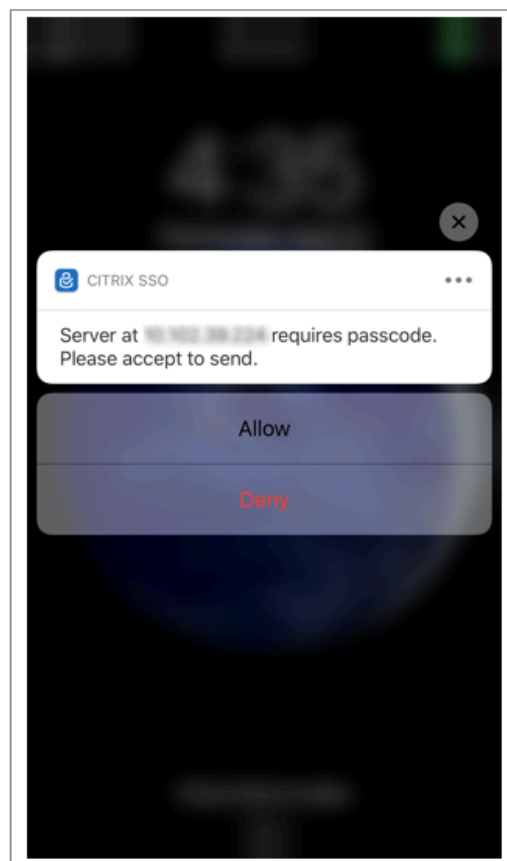 CITRIX SSO
Server at requires passcode.
Please accept to send.
Allow
Deny